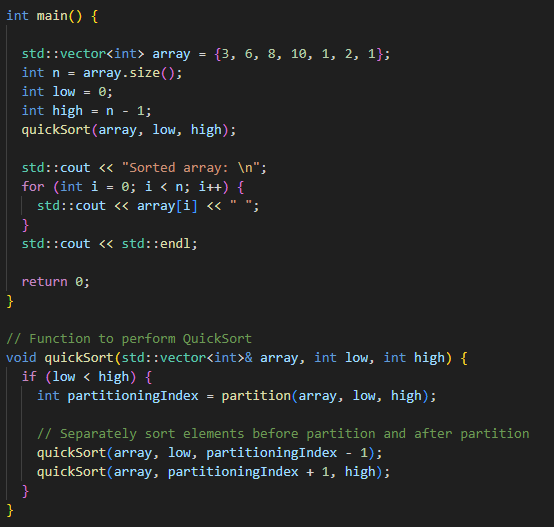 int main() {
std::vector<int> array = {3, 6, 8, 10, 1, 2, 1};
int n = array.size();
int low = 0;
int high = n - 1;
quickSort(array, low, high);
std::cout << "Sorted array: \n";
for (int i = 0; i < n; i++) {
std::cout << array[i] << " ";
}
std::cout << std::endl;
return 0;
}
// Function to perform QuickSort
void quickSort(std::vector<int>& array, int low, int high) {
if (low < high) {
int partitioningIndex = partition(array, low, high);
// Separately sort elements before partition and after partition
quickSort(array, low, partitioningIndex - 1);
quickSort(array, partitioningIndex + 1, high);
}
}